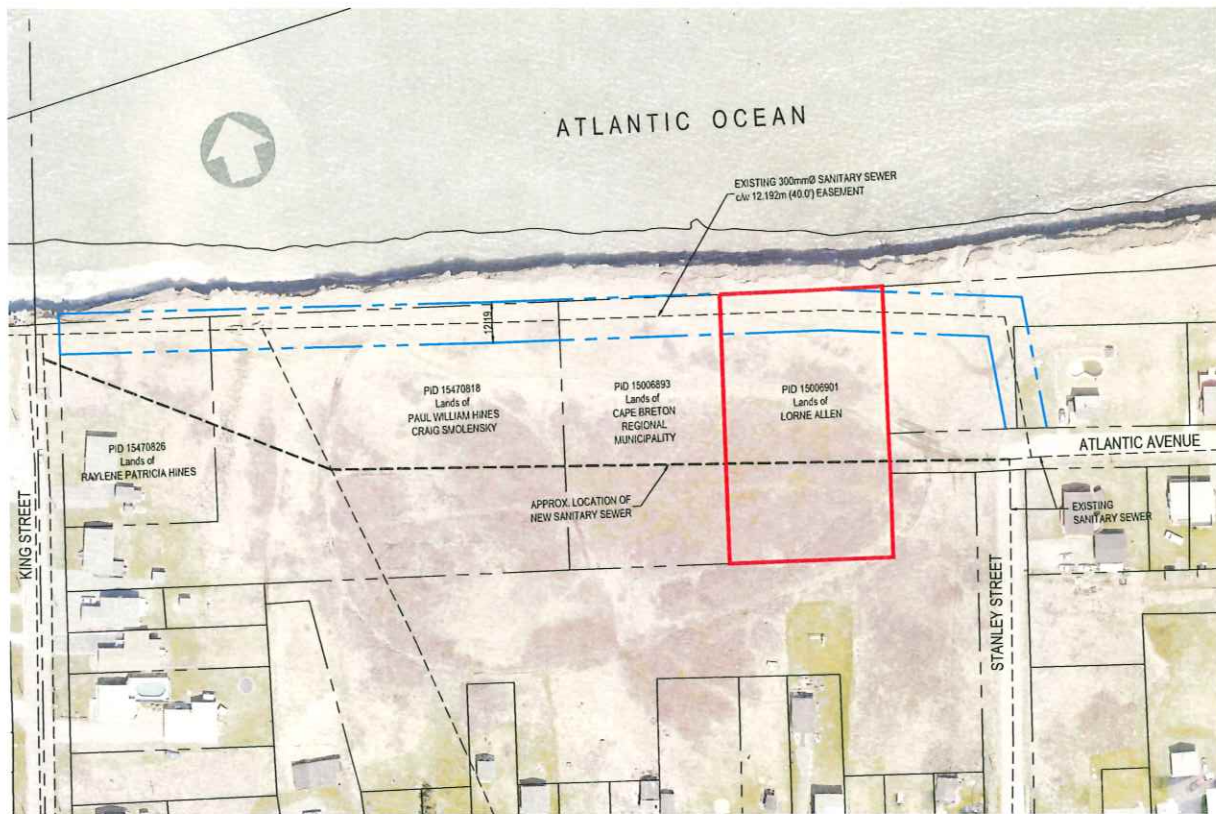 ATLANTIC OCEAN
EXISTING 300mmØ SANITARY SEWER
c/w 12.192m (40.0') EASEMENT
12.19
PID 15470818
Lands of
PAUL WILLIAM HINES
CRAIG SMOLENSKY
PID 15006893
Lands of
CAPE BRETON
REGIONAL
MUNICIPALITY
PID 15006901
Lands of
LORNE ALLEN
PID 15470826
Lands of
RAYLENE PATRICIA HINES
ATLANTIC AVENUE
APPROX. LOCATION OF
NEW SANITARY SEWER
EXISTING
SANITARY SEWER
KING STREET
STANLEY STREET